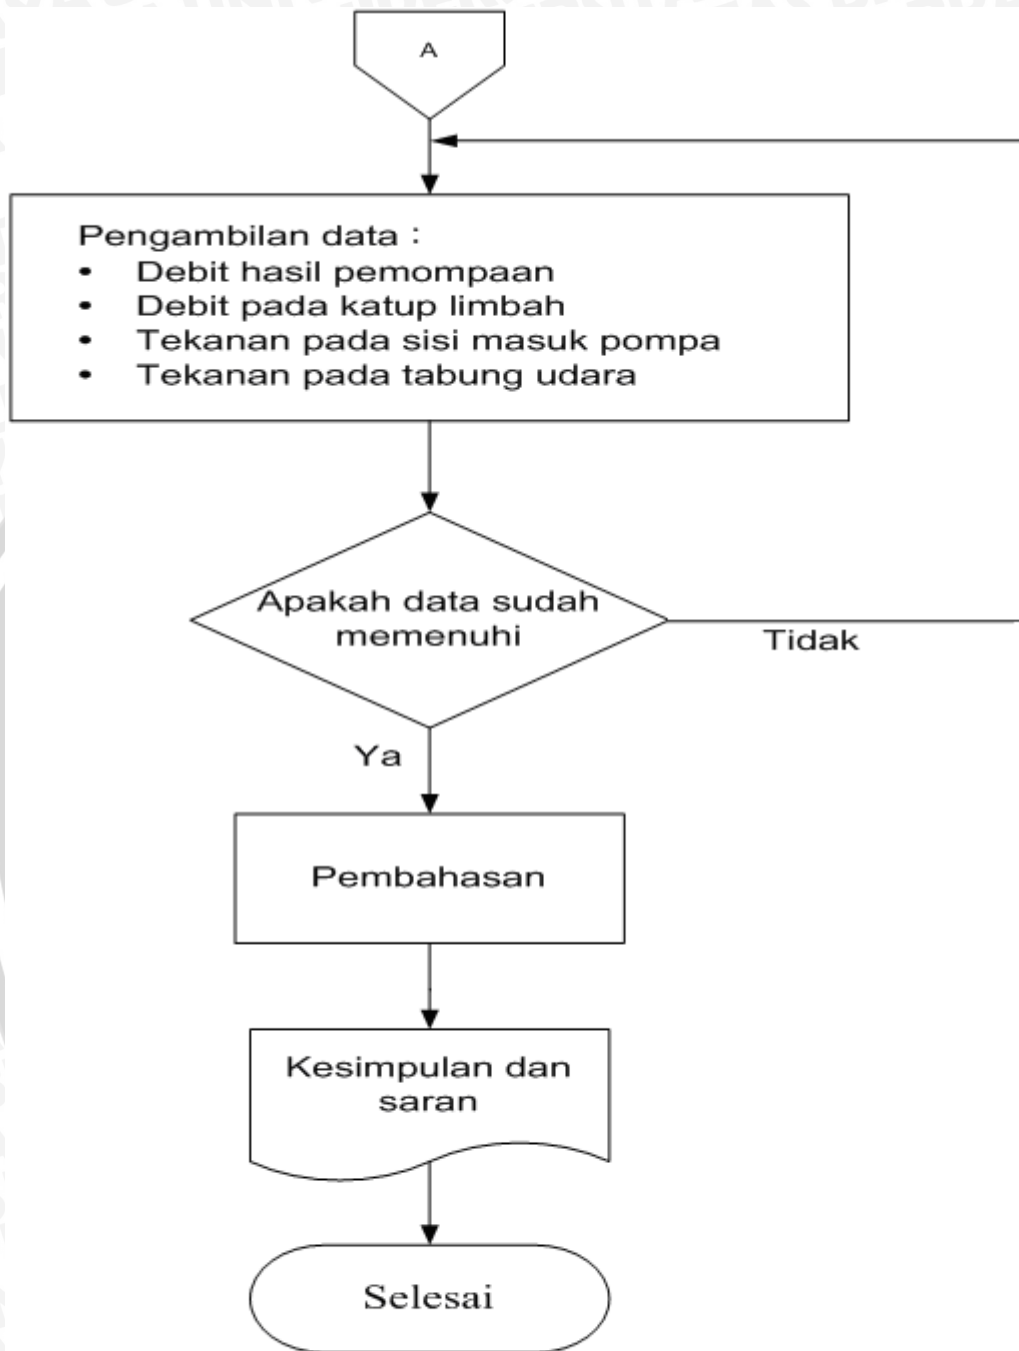 A
Pengambilan data :
• Debit hasil pemompaan
• Debit pada katup limbah
• Tekanan pada sisi masuk pompa
• Tekanan pada tabung udara
Apakah data sudah
memenuhi
Tidak
Ya
Pembahasan
Kesimpulan dan
saran
Selesai